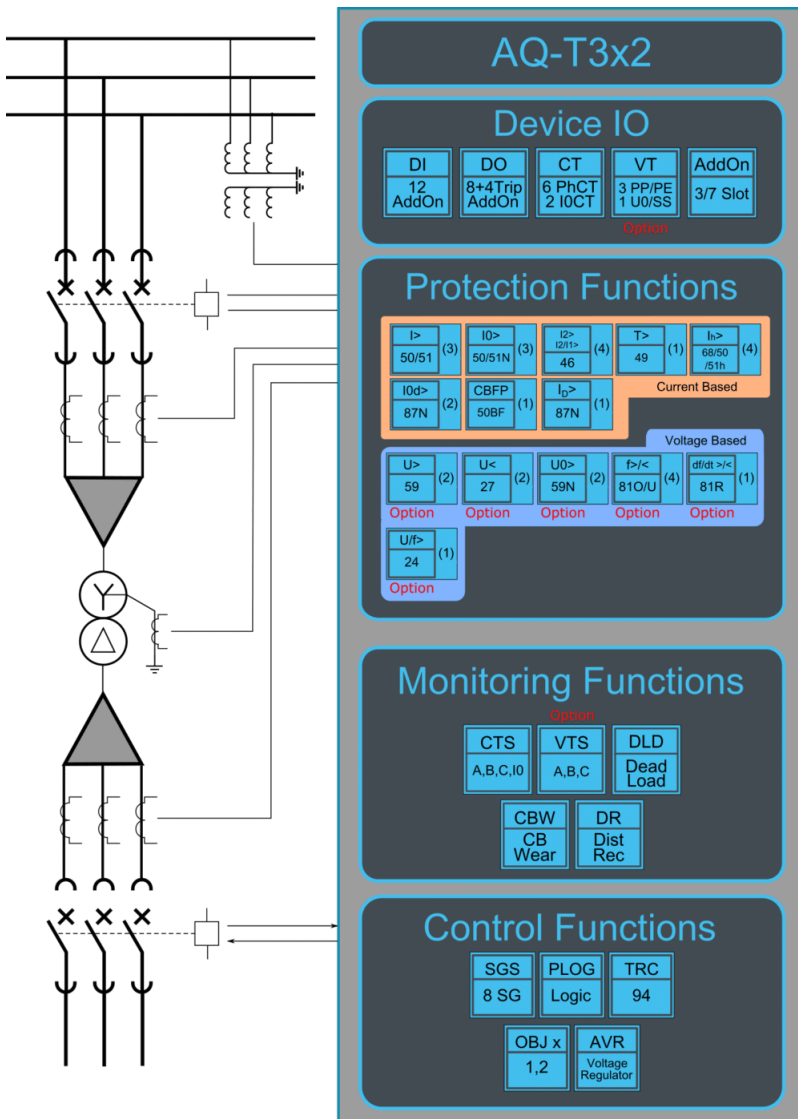 AQ-T3x2
Device IO
DI
12
AddOn
DO
8+4Trip
AddOn
CT
6 PhCT
2 I0CT
VT
3 PP/PE
1 U0/SS
Option
AddOn
3/7 Slot
Protection Functions
I>
50/51
(3)
I0>
50/51N
(3)
I2>
I2/I1>
46
(4)
T>
49
(1)
Ih>
68/50
/51h
(4)
I0d>
87N
(2)
CBFP
50BF
(1)
ID>
87N
(1)
Current Based
Voltage Based
U>
59
(2)
Option
U<
27
(2)
Option
U0>
59N
(2)
Option
f>/<
81O/U
(4)
Option
df/dt >/<
81R
(1)
Option
U/f>
24
(1)
Option
Monitoring Functions
Option
CTS
A,B,C,I0
VTS
A,B,C
DLD
Dead
Load
CBW
CB
Wear
DR
Dist
Rec
Control Functions
SGS
8 SG
PLOG
Logic
TRC
94
OBJ x
1,2
AVR
Voltage
Regulator